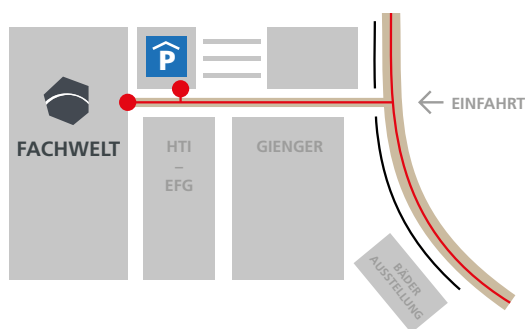 P
EINFAHRT
FACHWELT
HTI
–
EFG
GIENGER
BÄDER
AUSSTELLUNG